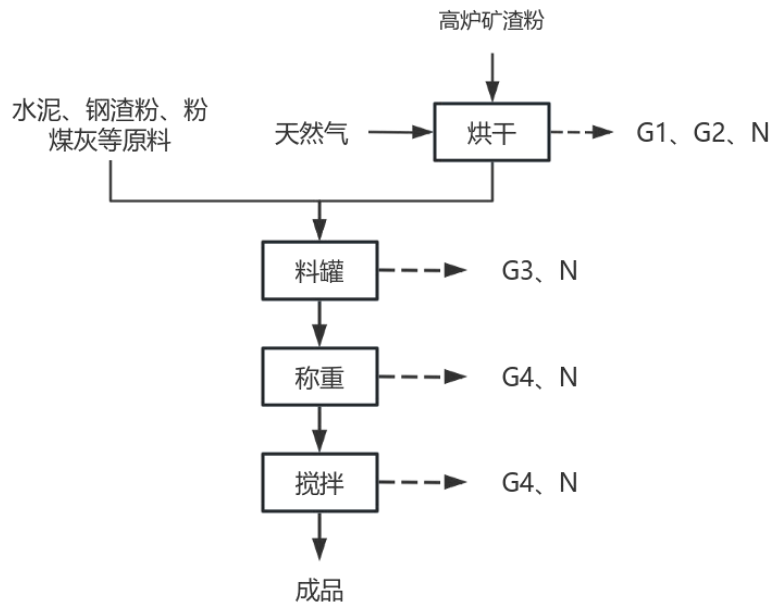 高炉矿渣粉
水泥、钢渣粉、粉
煤灰等原料
天然气
烘干
G1、G2、N
料罐
G3、N
称重
G4、N
搅拌
G4、N
成品